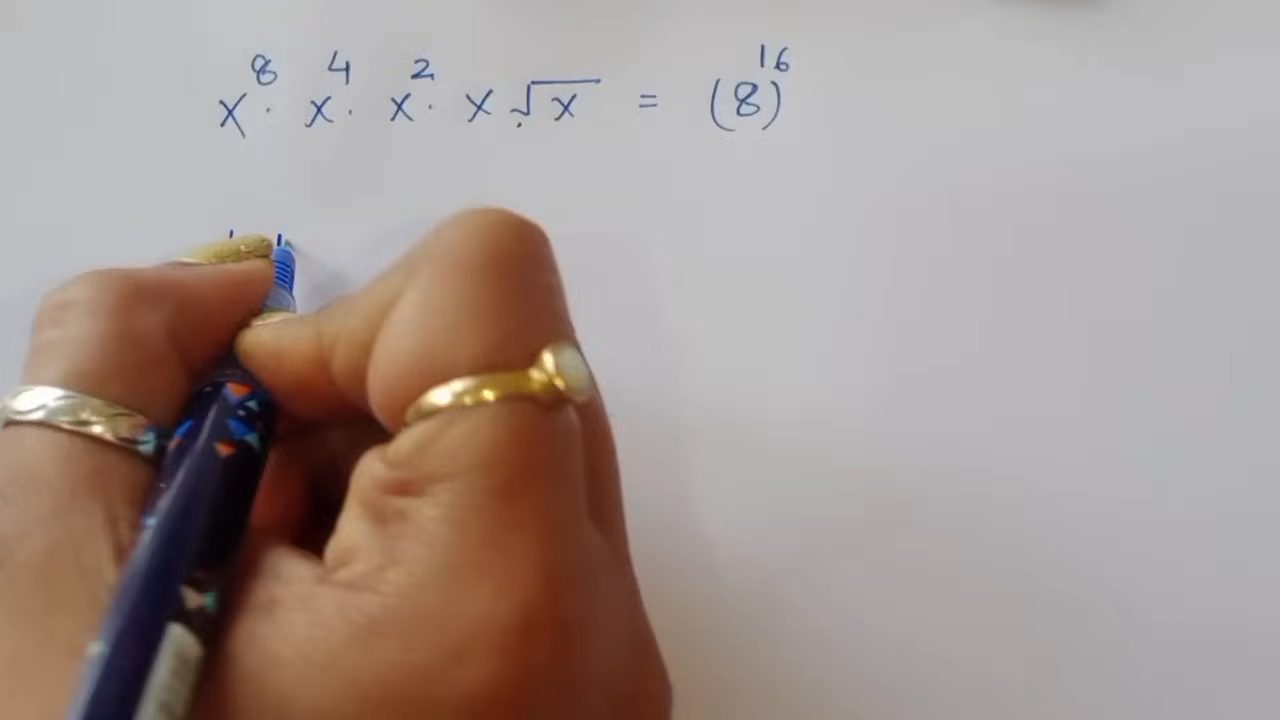 x⁸ · x⁴ · x² · x √x = (8)¹⁶